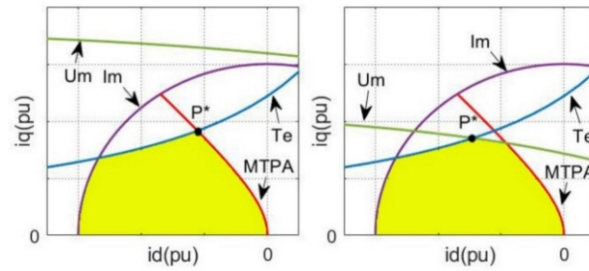 iq(pu)
Um
Im
P*
Te
MTPA
0
id(pu)
0
iq(pu)
Im
Um
P*
Te
MTPA
0
id(pu)
0